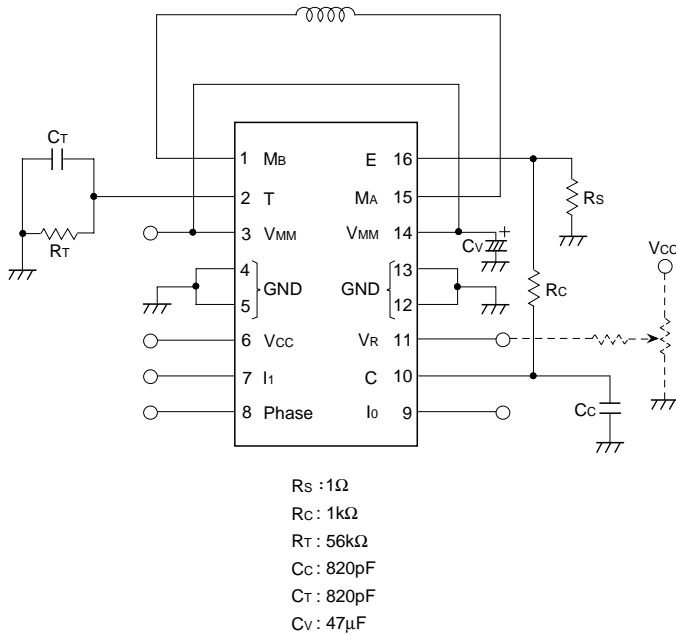 CT
RT
1 MB
2 T
3 VMM
4
5
GND
6 VCC
7 I1
8 Phase
E 16
MA 15
VMM 14
13
GND
12
VR 11
C 10
I0 9
CV
+
RS
RC
CC
VCC
RS : 1Ω
RC : 1kΩ
RT : 56kΩ
CC : 820pF
CT : 820pF
CV : 47μF